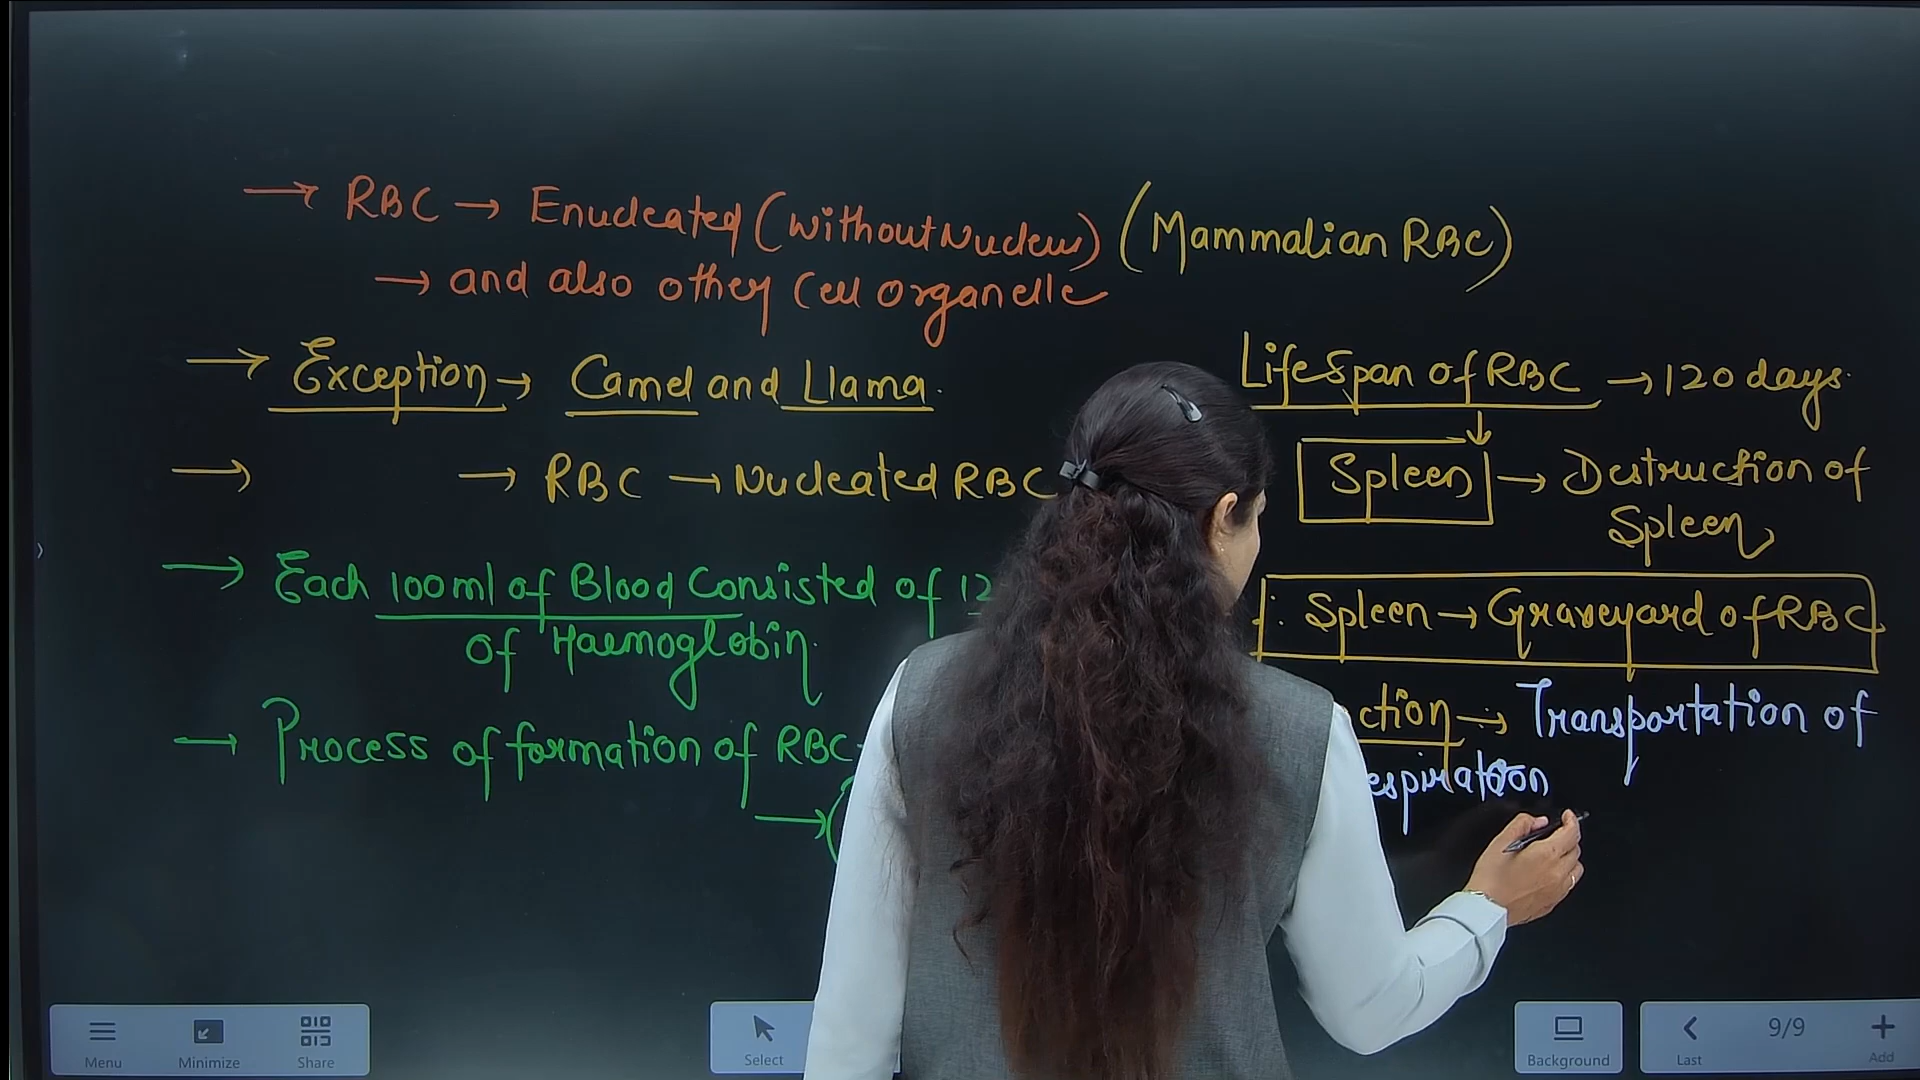 → RBC → Enucleated (without Nucleus) (Mammalian RBC)
→ and also other Cell organelle
→ Exception → Camel and Llama.
→ → RBC → Nucleated RBC
→ Each 100ml of Blood Consisted of 12
of Haemoglobin.
→ Process of formation of RBC
→ (
Life Span of RBC → 120 days.
↓
Spleen → Destruction of
Spleen
∴ Spleen → Graveyard of RBC
ction → Transportation of
espiration
Menu
Minimize
Share
Select
Background
Last
9/9
Add